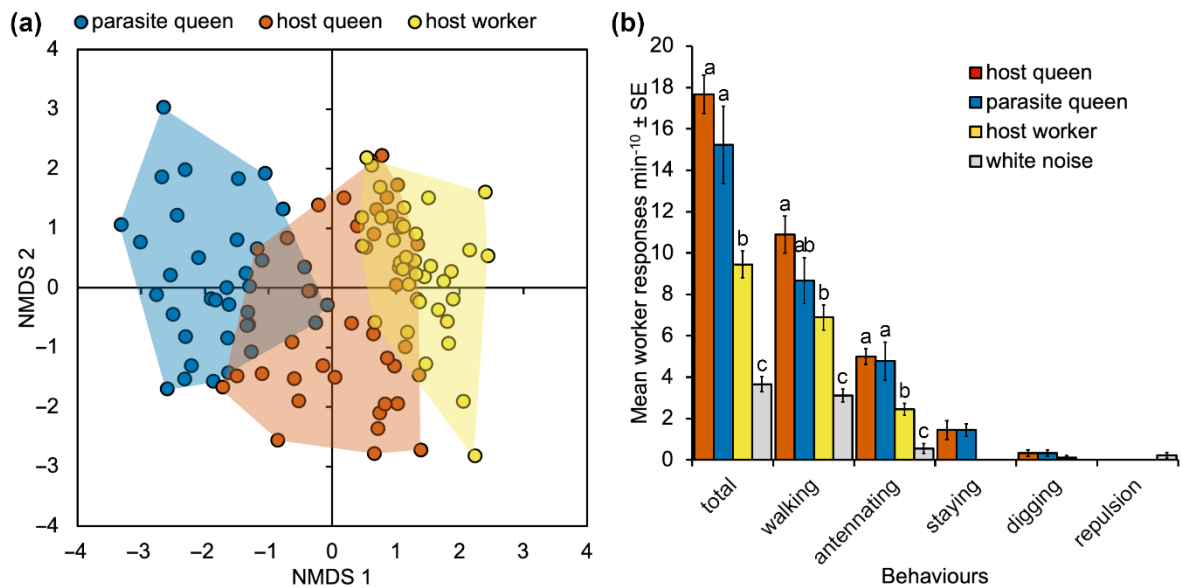 (a)
parasite queen
host queen
host worker
4
3
2
1
0
−1
−2
−3
−4
NMDS 2
−4
−3
−2
−1
0
1
2
3
4
NMDS 1
(b)
20
18
16
14
12
10
8
6
4
2
0
Mean worker responses min⁻¹⁰ ± SE
host queen
parasite queen
host worker
white noise
a
a
b
c
a
ab
b
c
a
a
b
c
total
walking
antennating
staying
digging
repulsion
Behaviours